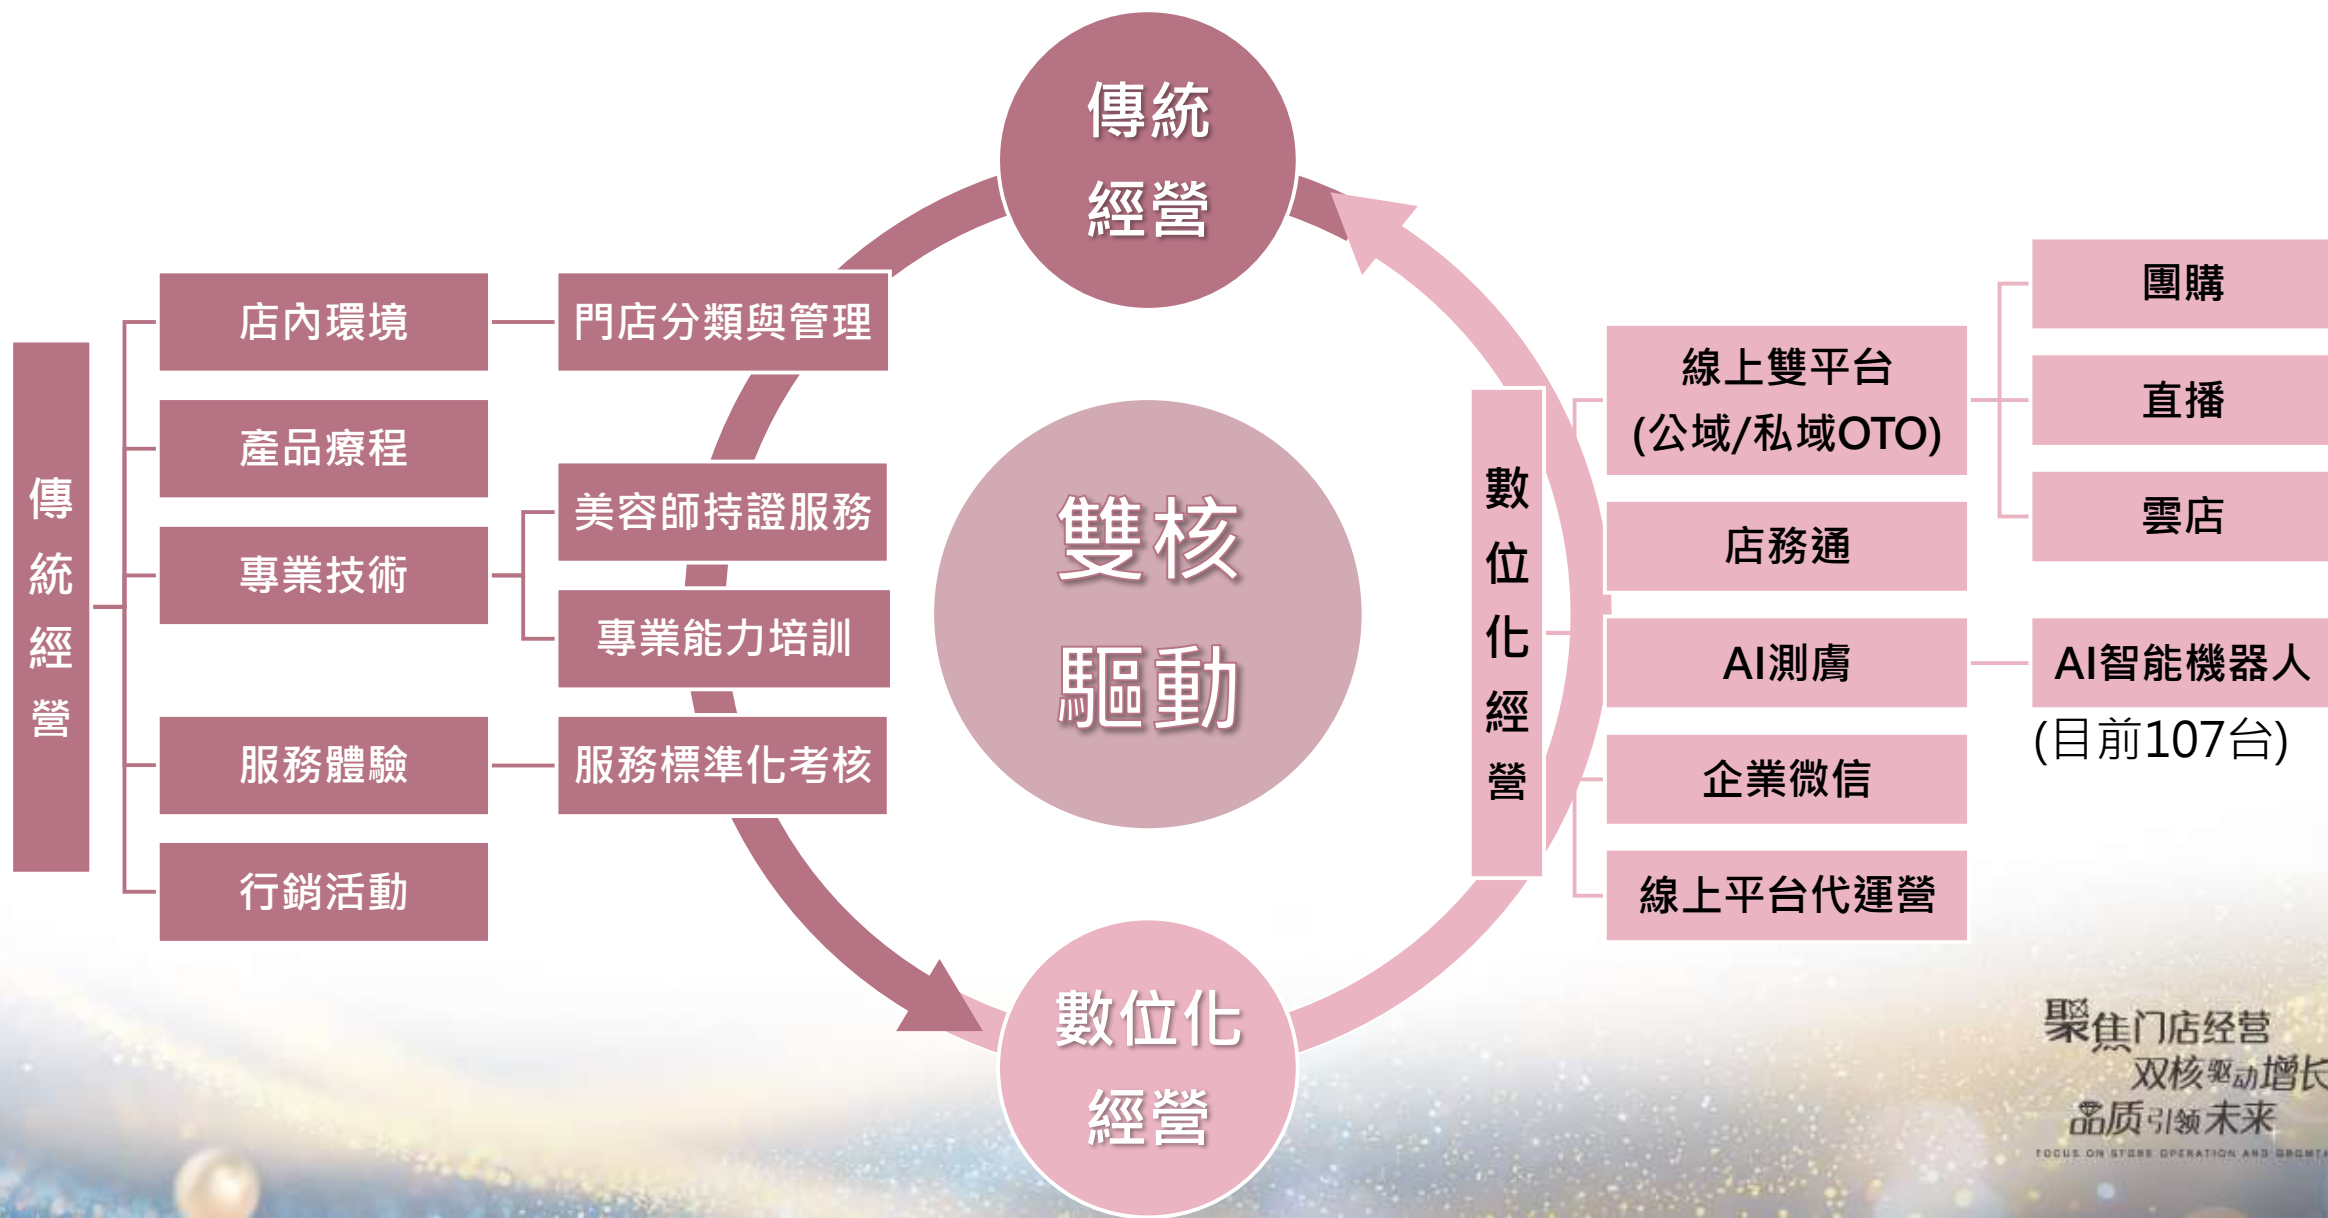 傳統
經營
雙核
驅動
數位化
經營
傳統經營
店內環境
門店分類與管理
產品療程
專業技術
美容師持證服務
專業能力培訓
服務體驗
服務標準化考核
行銷活動
數位化經營
線上雙平台
(公域/私域OTO)
團購
直播
雲店
店務通
AI測膚
AI智能機器人
(目前107台)
企業微信
線上平台代運營
聚焦门店经营
双核驱动增长
品质引领未来
FOCUS ON STORE OPERATION AND GROWTH